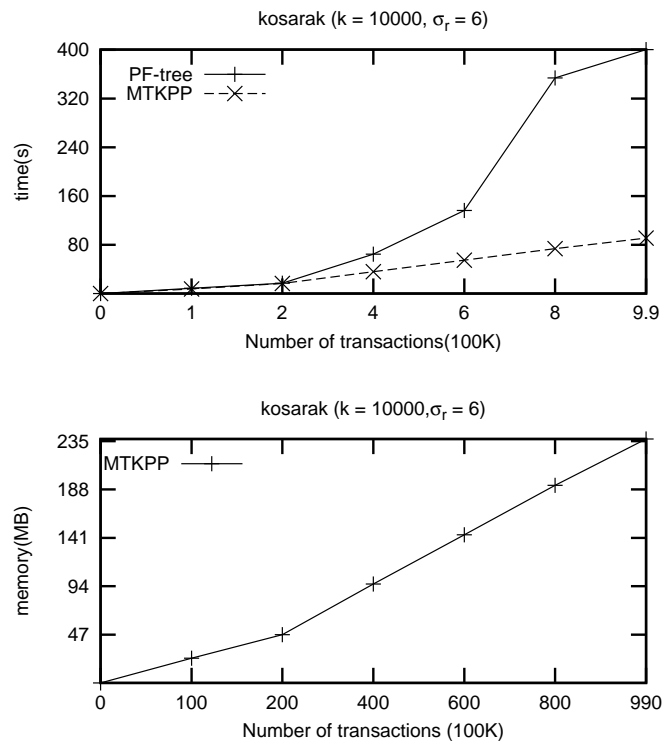 kosarak (k = 10000, σr = 6)
400
320
240
160
80
time(s)
PF-tree
MTKPP
0 1 2 4 6 8 9.9
Number of transactions(100K)
kosarak (k = 10000,σr = 6)
235
188
141
94
47
memory(MB)
MTKPP
0 100 200 400 600 800 990
Number of transactions (100K)